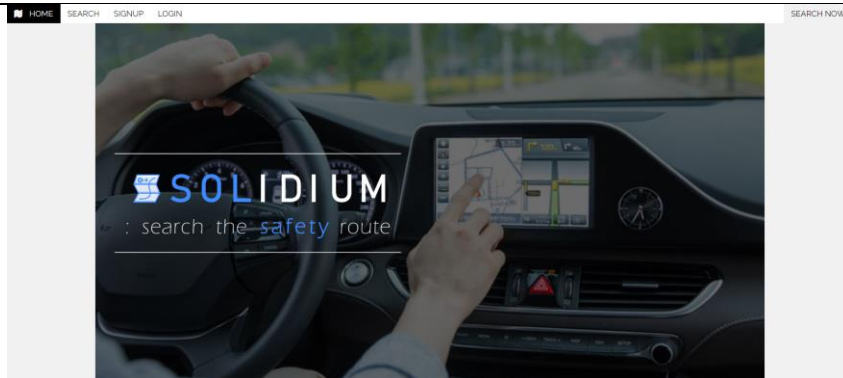 HOME SEARCH SIGNUP LOGIN SEARCH NOW
SOLIDIUM
: search the safety route